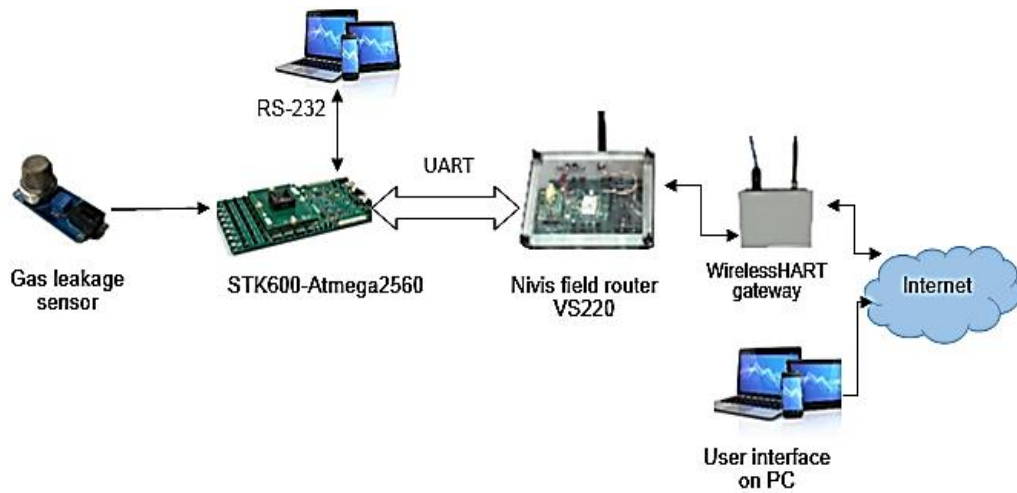 RS-232
UART
Gas leakage
sensor
STK600-Atmega2560
Nivis field router
VS220
WirelessHART
gateway
Internet
User interface
on PC